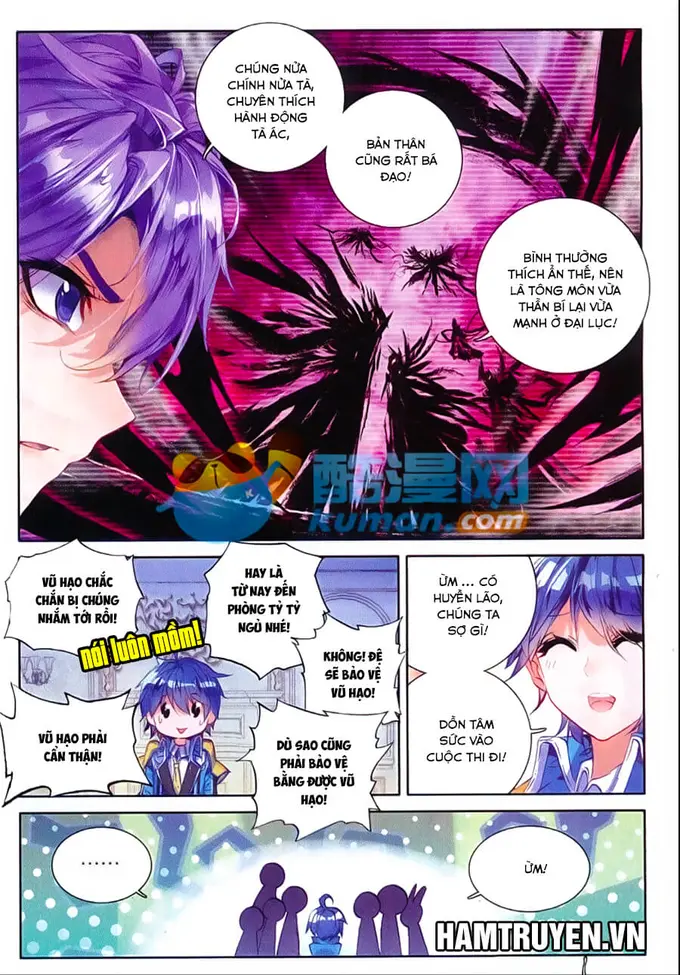 CHÚNG NỬA
CHÍNH NỬA TÀ,
CHUYÊN THÍCH
HÀNH ĐỘNG
TÀ ÁC,
BẢN THÂN
CŨNG RẤT BÁ
ĐẠO!
BÌNH THƯỜNG
THÍCH ẨN THẾ, NÊN
LÀ TÔNG MÔN VỪA
THẦN BÍ LẠI VỪA
MẠNH Ở ĐẠI LỤC!
酷漫网
kuman.com
VŨ HẠO CHẮC
CHẮN BỊ CHÚNG
NHẮM TỚI RỒI!
nói luôn mồm!
HAY LÀ
TỪ NAY ĐẾN
PHÒNG TỶ TỶ
NGỦ NHÉ!
KHÔNG! ĐỆ
SẼ BẢO VỆ
VŨ HẠO!
VŨ HẠO PHẢI
CẨN THẬN!
DÙ SAO CŨNG
PHẢI BẢO VỆ
BẰNG ĐƯỢC VŨ
HẠO!
ỪM ... CÓ
HUYỀN LÃO,
CHÚNG TA
SỢ GÌ!
DỒN TÂM
SỨC VÀO
CUỘC THI ĐI!
......
ỪM!
HAMTRUYEN.VN